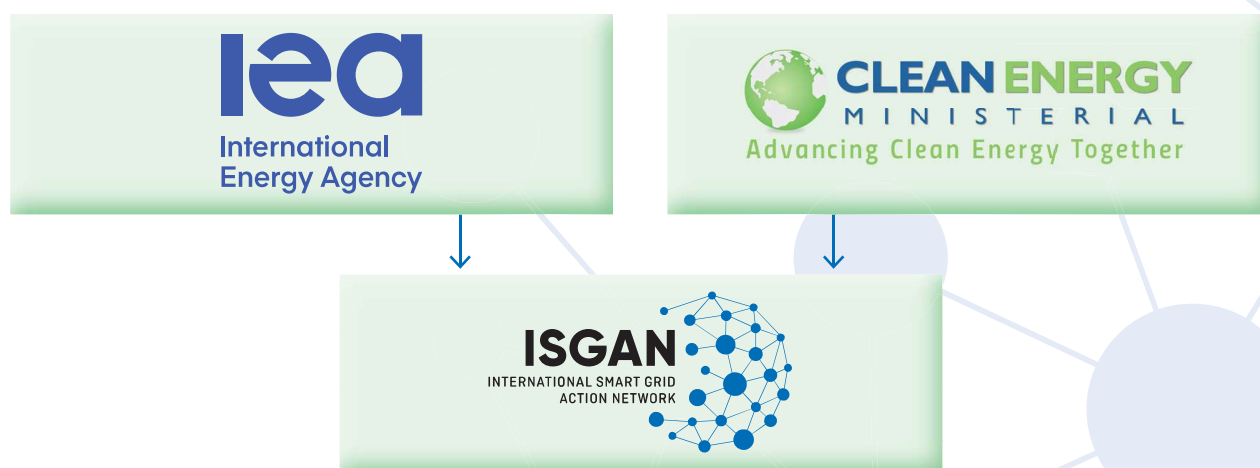 iea
International
Energy Agency
CLEAN ENERGY
MINISTERIAL
Advancing Clean Energy Together
ISGAN
INTERNATIONAL SMART GRID
ACTION NETWORK